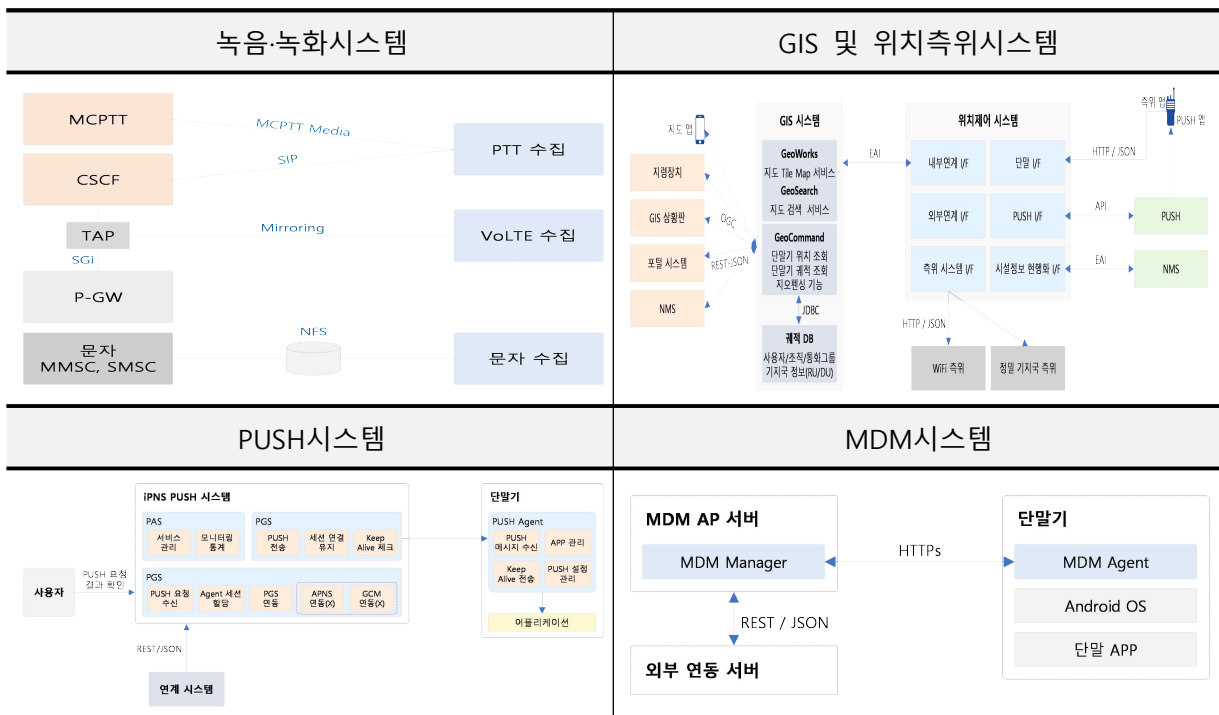 녹음·녹화시스템
MCPTT
CSCF
TAP
SGi
P-GW
문자
MMSC, SMSC
MCPTT Media
SIP
Mirroring
NFS
PTT 수집
VoLTE 수집
문자 수집
GIS 및 위치측위시스템
지도 앱
지령장치
GIS 상황판
포털 시스템
NMS
OGC
REST-JSON
GIS 시스템
GeoWorks
지도 Tile Map 서비스
GeoSearch
지도 검색 서비스
GeoCommand
단말기 위치 조회
단말기 궤적 조회
지오펜싱 기능
JDBC
궤적 DB
사용자/조직/통화그룹
기지국 정보(RU/DU)
EAI
위치제어 시스템
내부연계 I/F
단말 I/F
외부연계 I/F
PUSH I/F
측위 시스템 I/F
시설정보 현행화 I/F
HTTP / JSON
WiFi 측위
정밀 기지국 측위
측위 앱
PUSH 앱
HTTP / JSON
API
PUSH
EAI
NMS
PUSH시스템
사용자
PUSH 요청
결과 확인
iPNS PUSH 시스템
PAS
서비스
관리
모니터링
통계
PGS
PUSH
전송
세션 연결
유지
Keep
Alive 체크
PGS
PUSH 요청
수신
Agent 세션
할당
PGS
연동
APNS
연동(X)
GCM
연동(X)
REST/JSON
연계 시스템
단말기
PUSH Agent
PUSH
메시지 수신
APP 관리
Keep
Alive 전송
PUSH 설정
관리
어플리케이션
MDM시스템
MDM AP 서버
MDM Manager
REST / JSON
외부 연동 서버
HTTPs
단말기
MDM Agent
Android OS
단말 APP